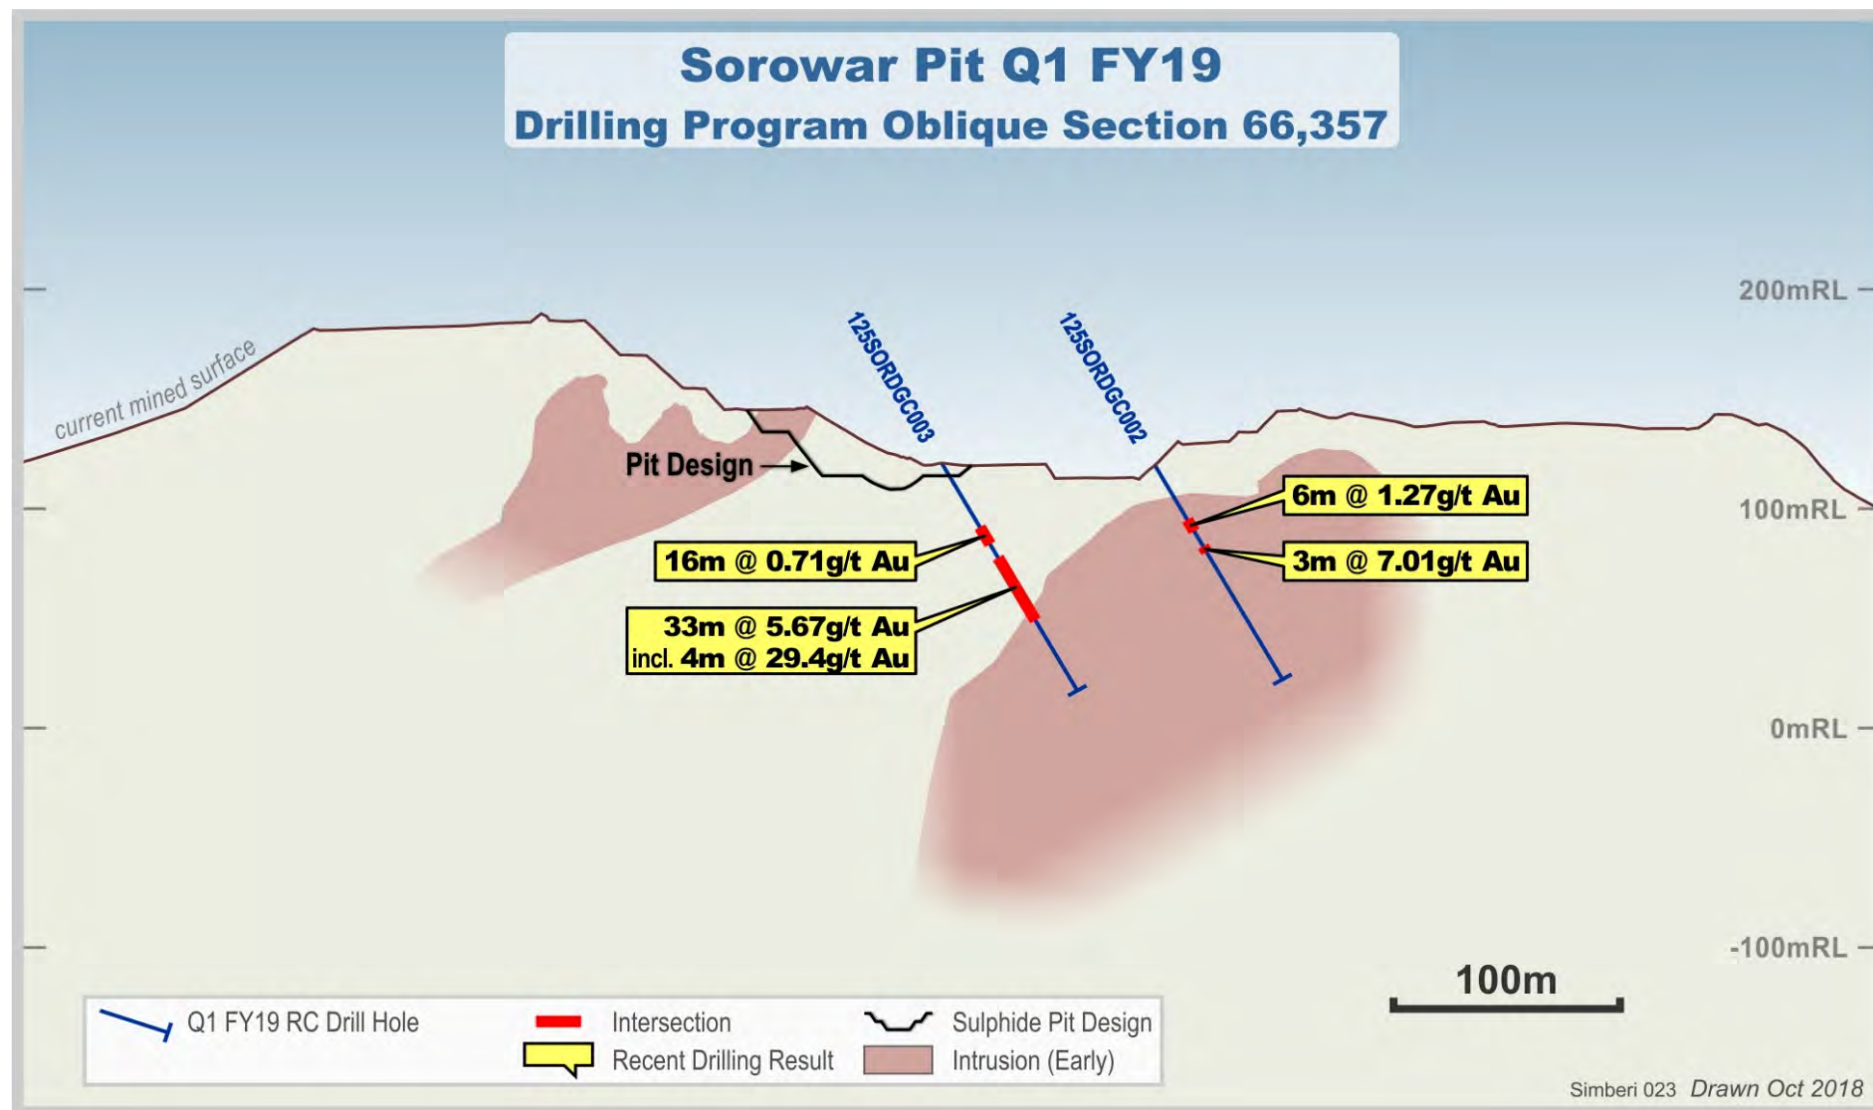 Sorowar Pit Q1 FY19
Drilling Program Oblique Section 66,357
200mRL
125SORDGC003
125SORDGC002
current mined surface
Pit Design
6m @ 1.27g/t Au
100mRL
16m @ 0.71g/t Au
3m @ 7.01g/t Au
33m @ 5.67g/t Au
incl. 4m @ 29.4g/t Au
0mRL
-100mRL
100m
Q1 FY19 RC Drill Hole
Intersection
Sulphide Pit Design
Recent Drilling Result
Intrusion (Early)
Simberi 023 Drawn Oct 2018